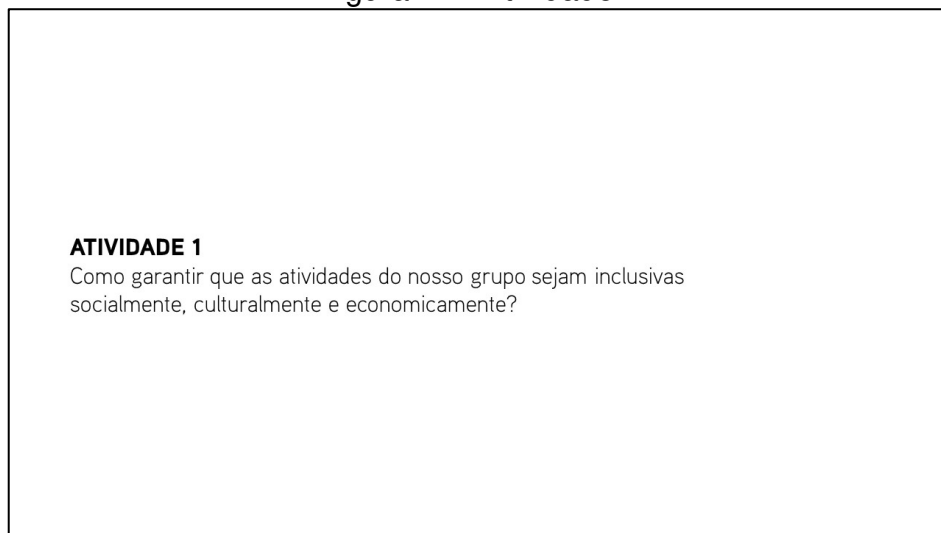 ATIVIDADE 1
Como garantir que as atividades do nosso grupo sejam inclusivas
socialmente, culturalmente e economicamente?